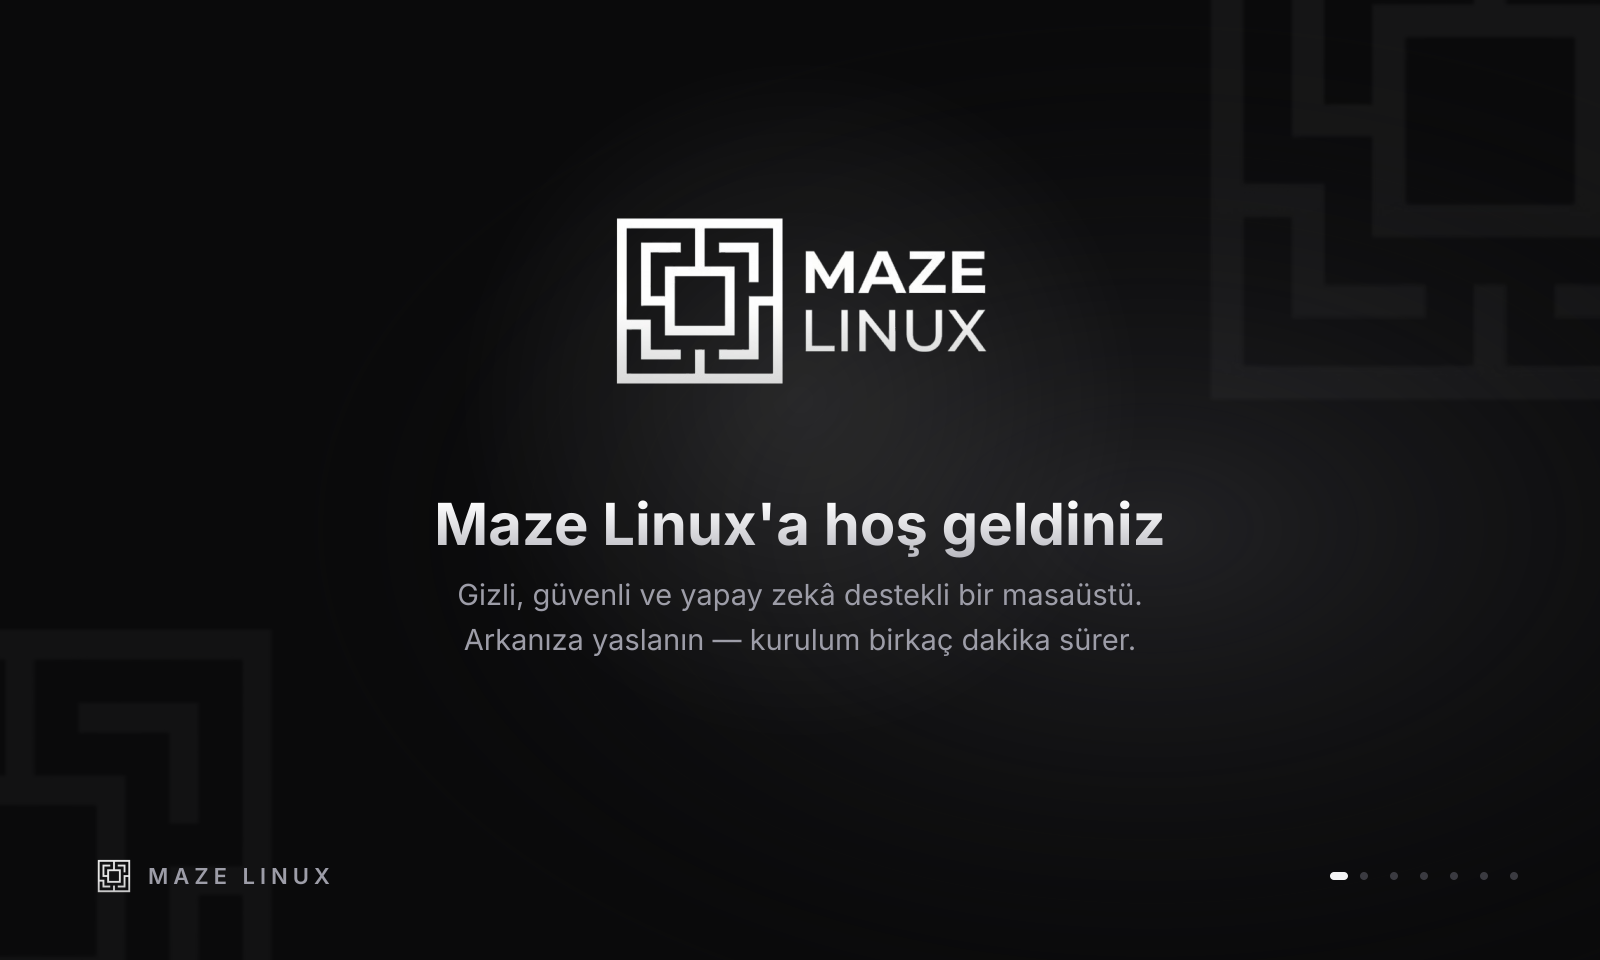 MAZE
LINUX
Maze Linux'a hoş geldiniz
Gizli, güvenli ve yapay zekâ destekli bir masaüstü.
Arkanıza yaslanın — kurulum birkaç dakika sürer.
MAZE LINUX